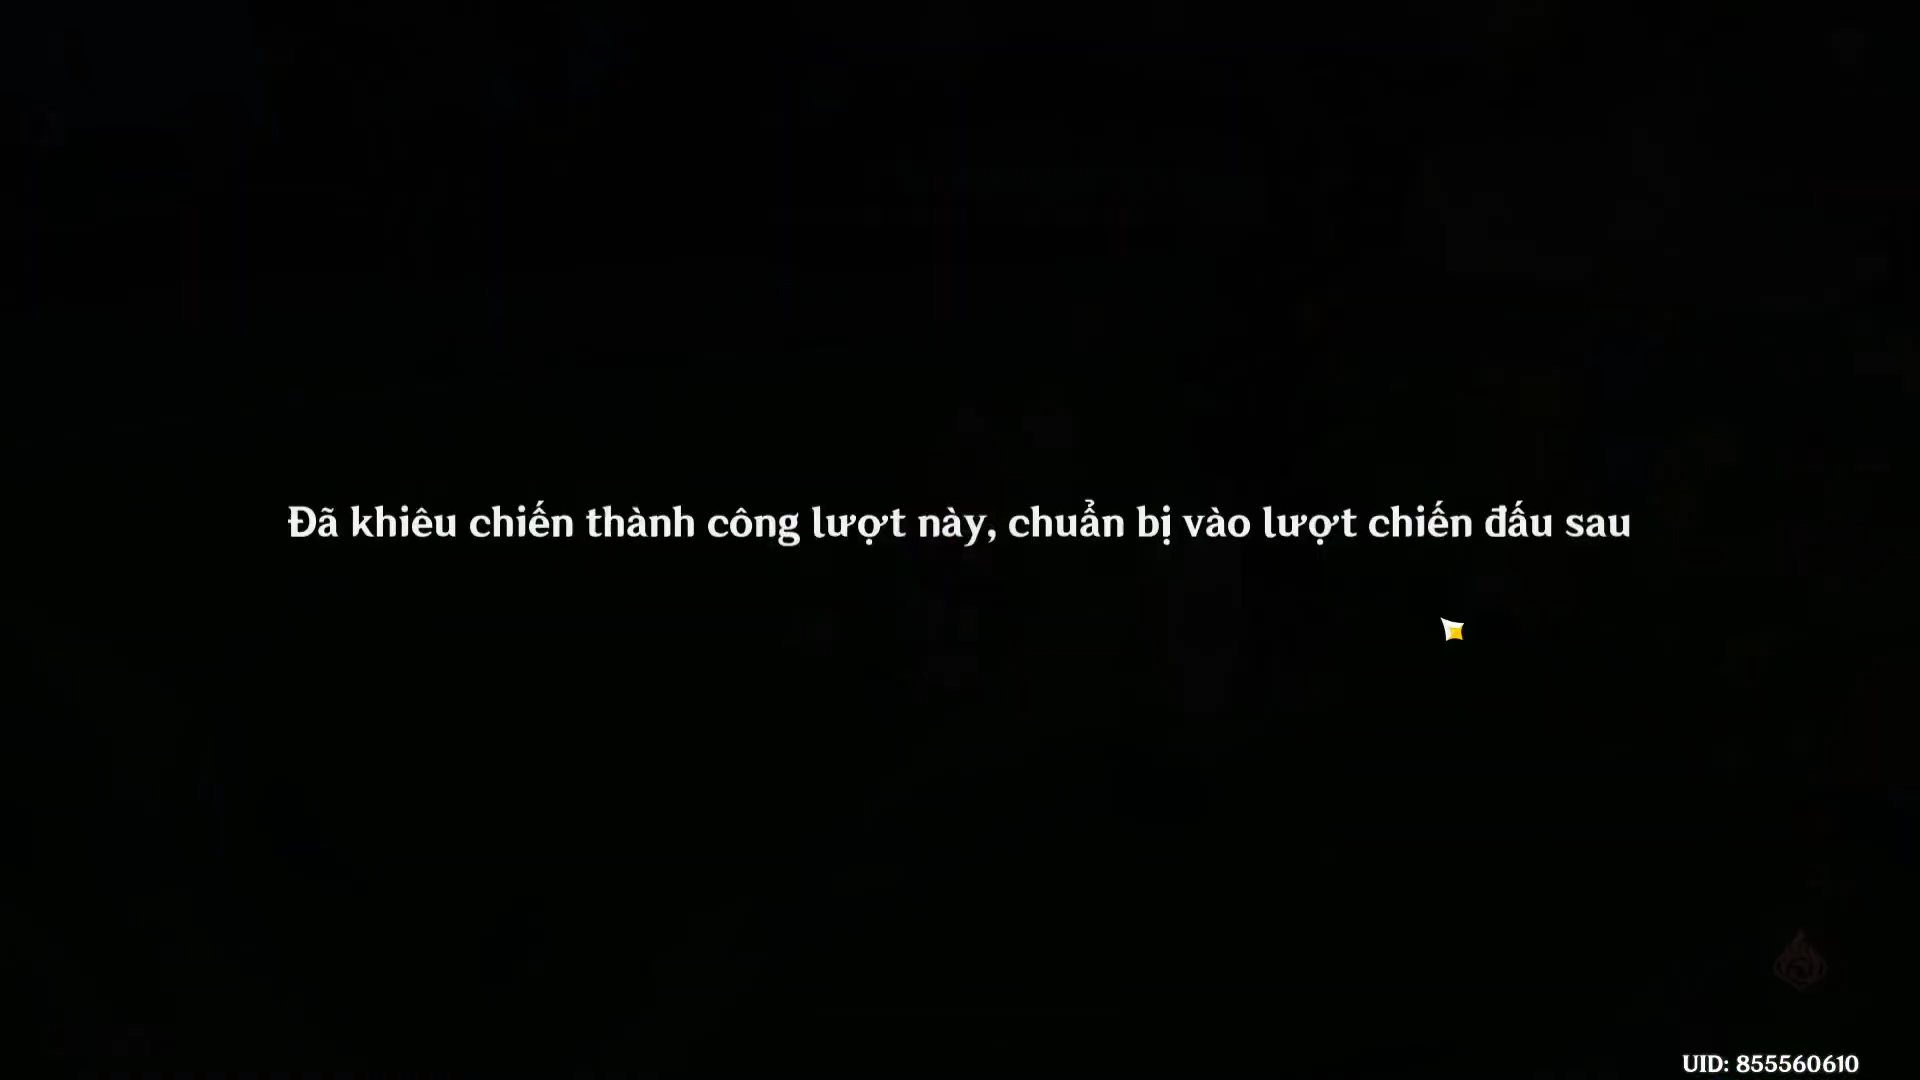 Đã khiêu chiến thành công lượt này, chuẩn bị vào lượt chiến đấu sau
UID: 855560610